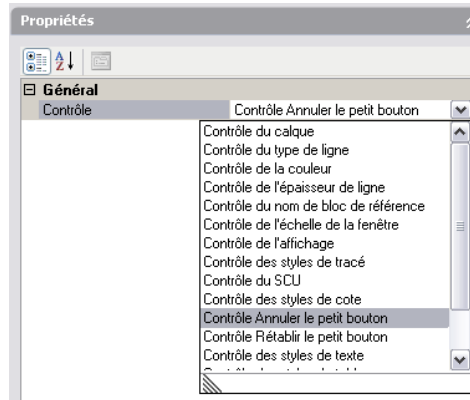 Propriétés
Général
Contrôle Contrôle Annuler le petit bouton
Contrôle du calque
Contrôle du type de ligne
Contrôle de la couleur
Contrôle de l'épaisseur de ligne
Contrôle du nom de bloc de référence
Contrôle de l'échelle de la fenêtre
Contrôle de l'affichage
Contrôle des styles de tracé
Contrôle du SCU
Contrôle des styles de cote
Contrôle Annuler le petit bouton
Contrôle Rétablir le petit bouton
Contrôle des styles de texte